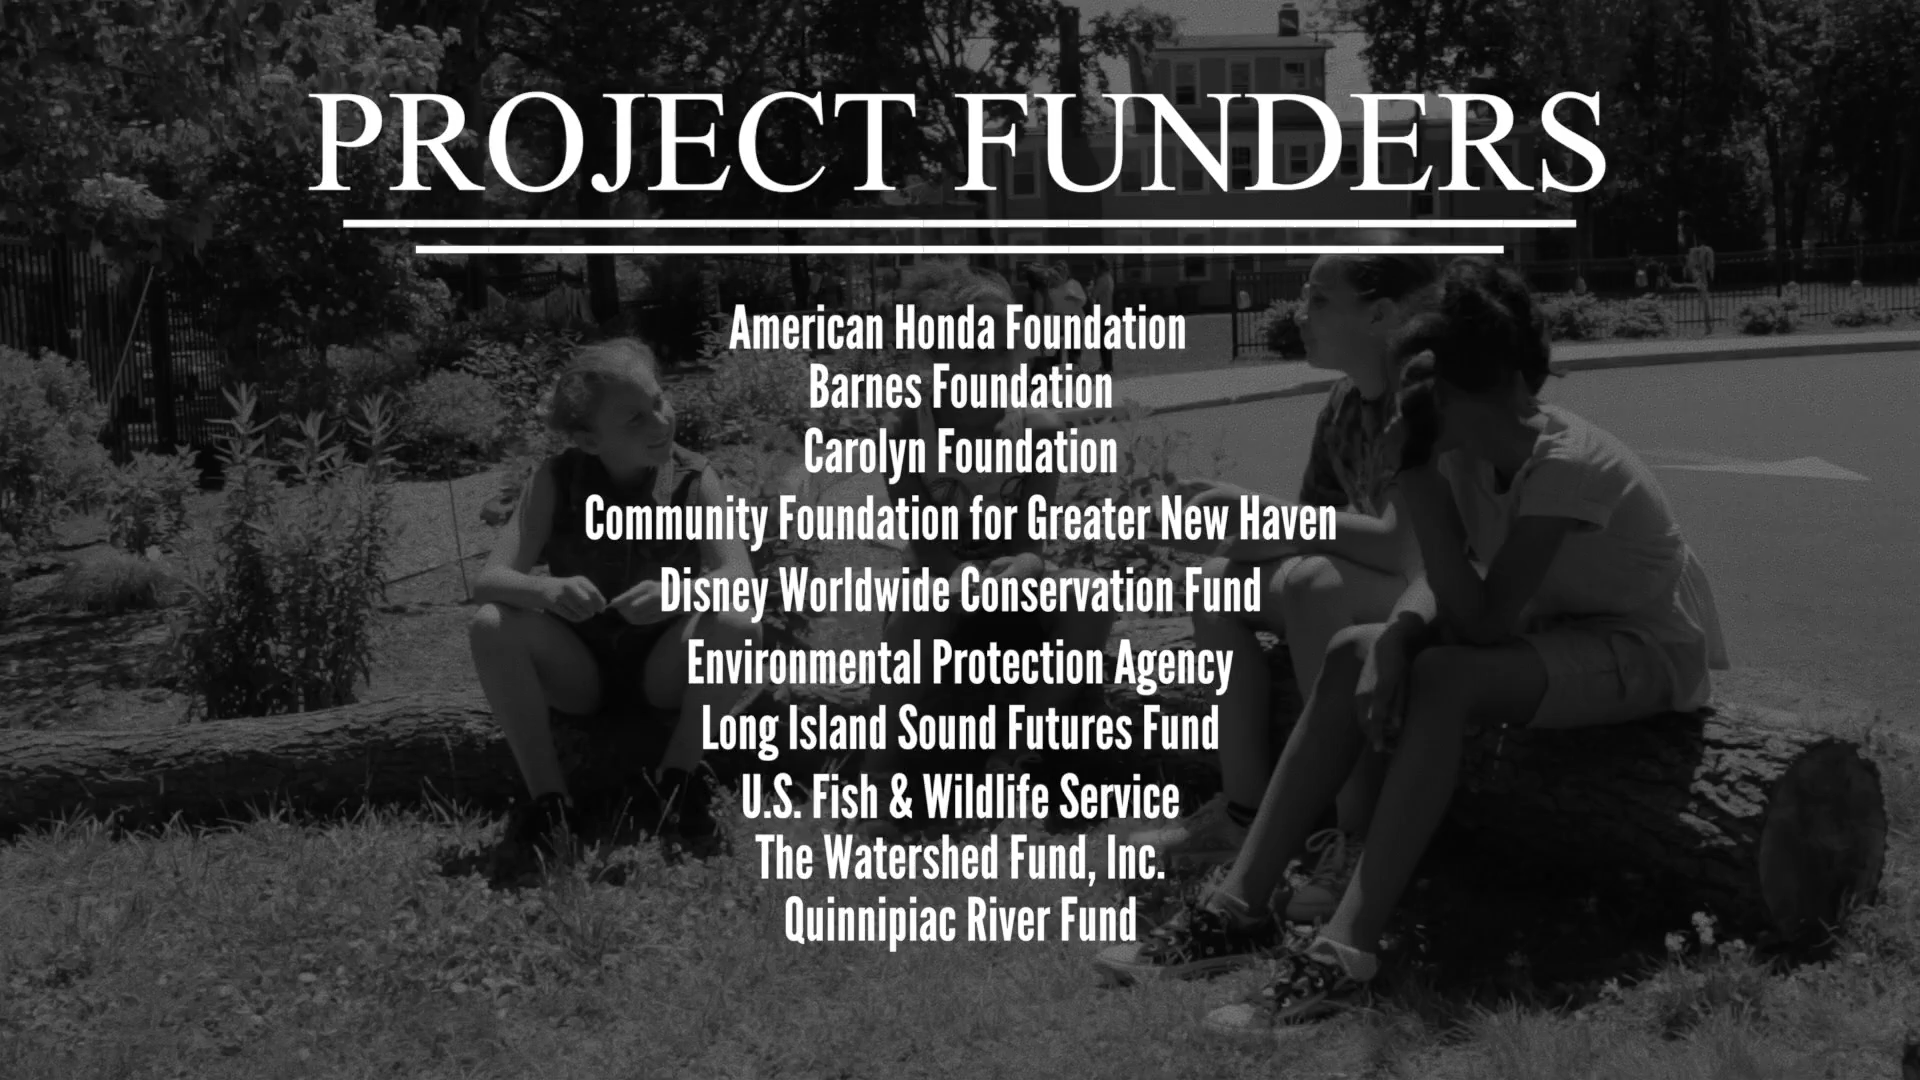 PROJECT FUNDERS
American Honda Foundation
Barnes Foundation
Carolyn Foundation
Community Foundation for Greater New Haven
Disney Worldwide Conservation Fund
Environmental Protection Agency
Long Island Sound Futures Fund
U.S. Fish & Wildlife Service
The Watershed Fund, Inc.
Quinnipiac River Fund